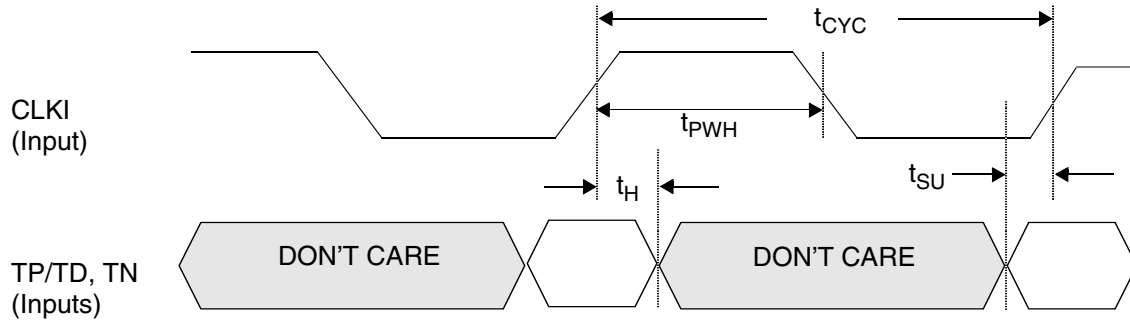 tCYC
CLKI
(Input)
tPWH
tH
tSU
TP/TD, TN
(Inputs)
DON'T CARE
DON'T CARE